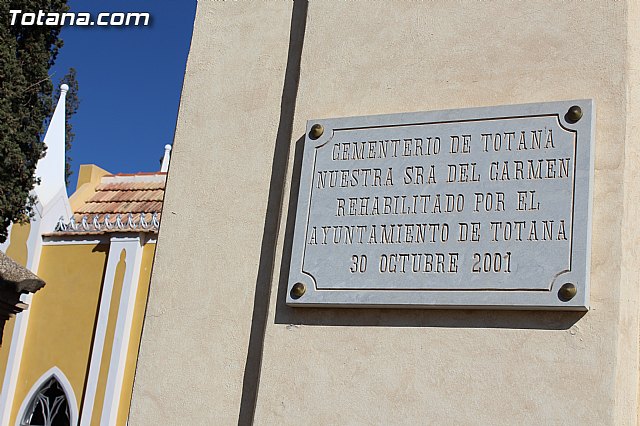 Totana.com
CEMENTERIO DE TOTANA
NUESTRA SRA DEL CARMEN
REHABILITADO POR EL
AYUNTAMIENTO DE TOTANA
30 OCTUBRE 2001